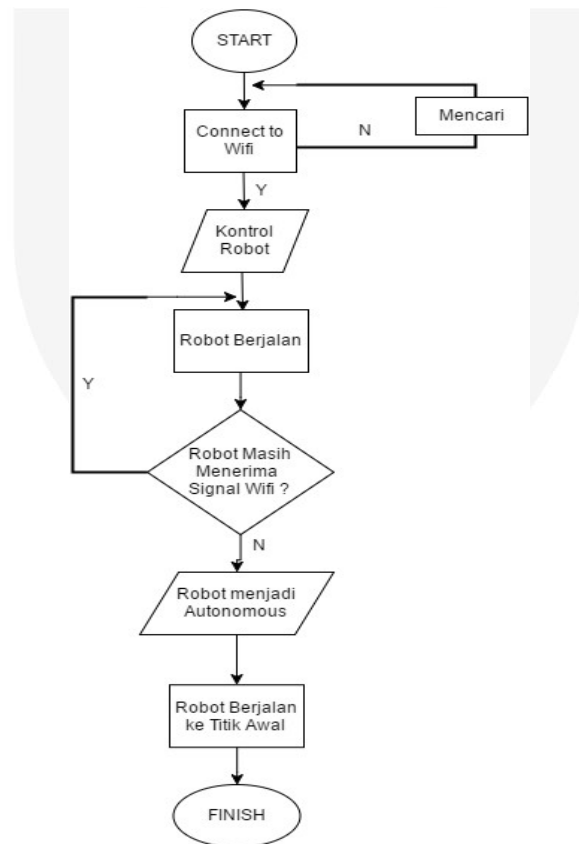 START
Mencari
Connect to
Wifi
N
Y
Kontrol
Robot
Robot Berjalan
Y
Robot Masih
Menerima
Signal Wifi ?
N
Robot menjadi
Autonomous
Robot Berjalan
ke Titik Awal
FINISH